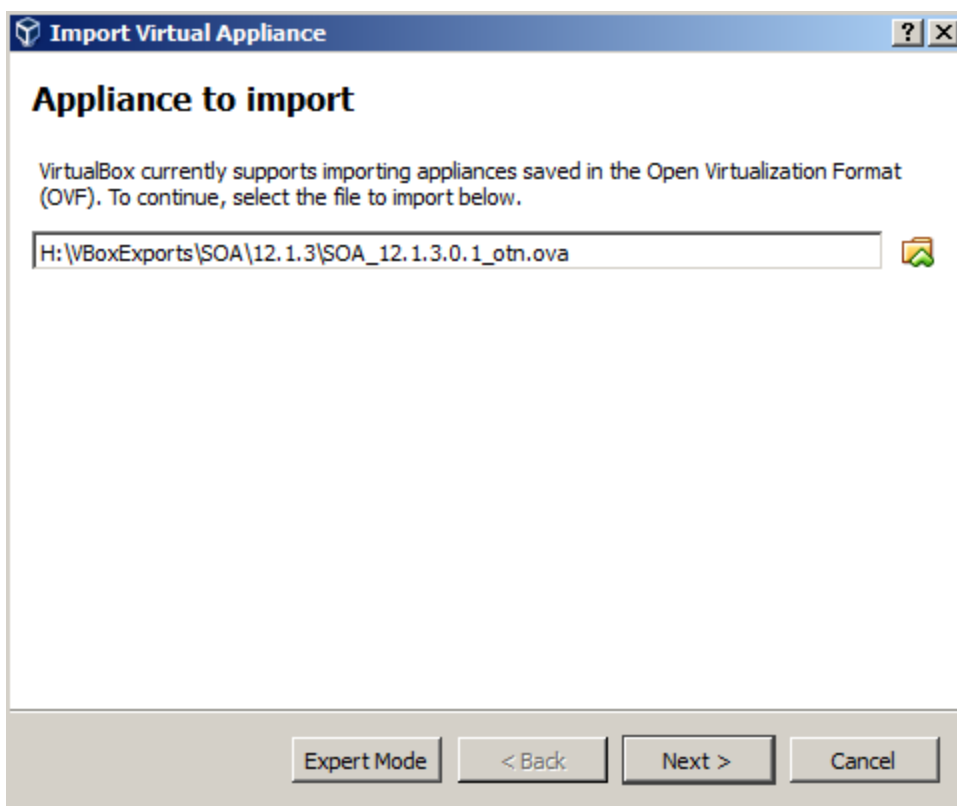 Import Virtual Appliance
Appliance to import
VirtualBox currently supports importing appliances saved in the Open Virtualization Format
(OVF). To continue, select the file to import below.
H:\VBoxExports\SOA\12.1.3\SOA_12.1.3.0.1_otn.ova
Expert Mode < Back Next > Cancel